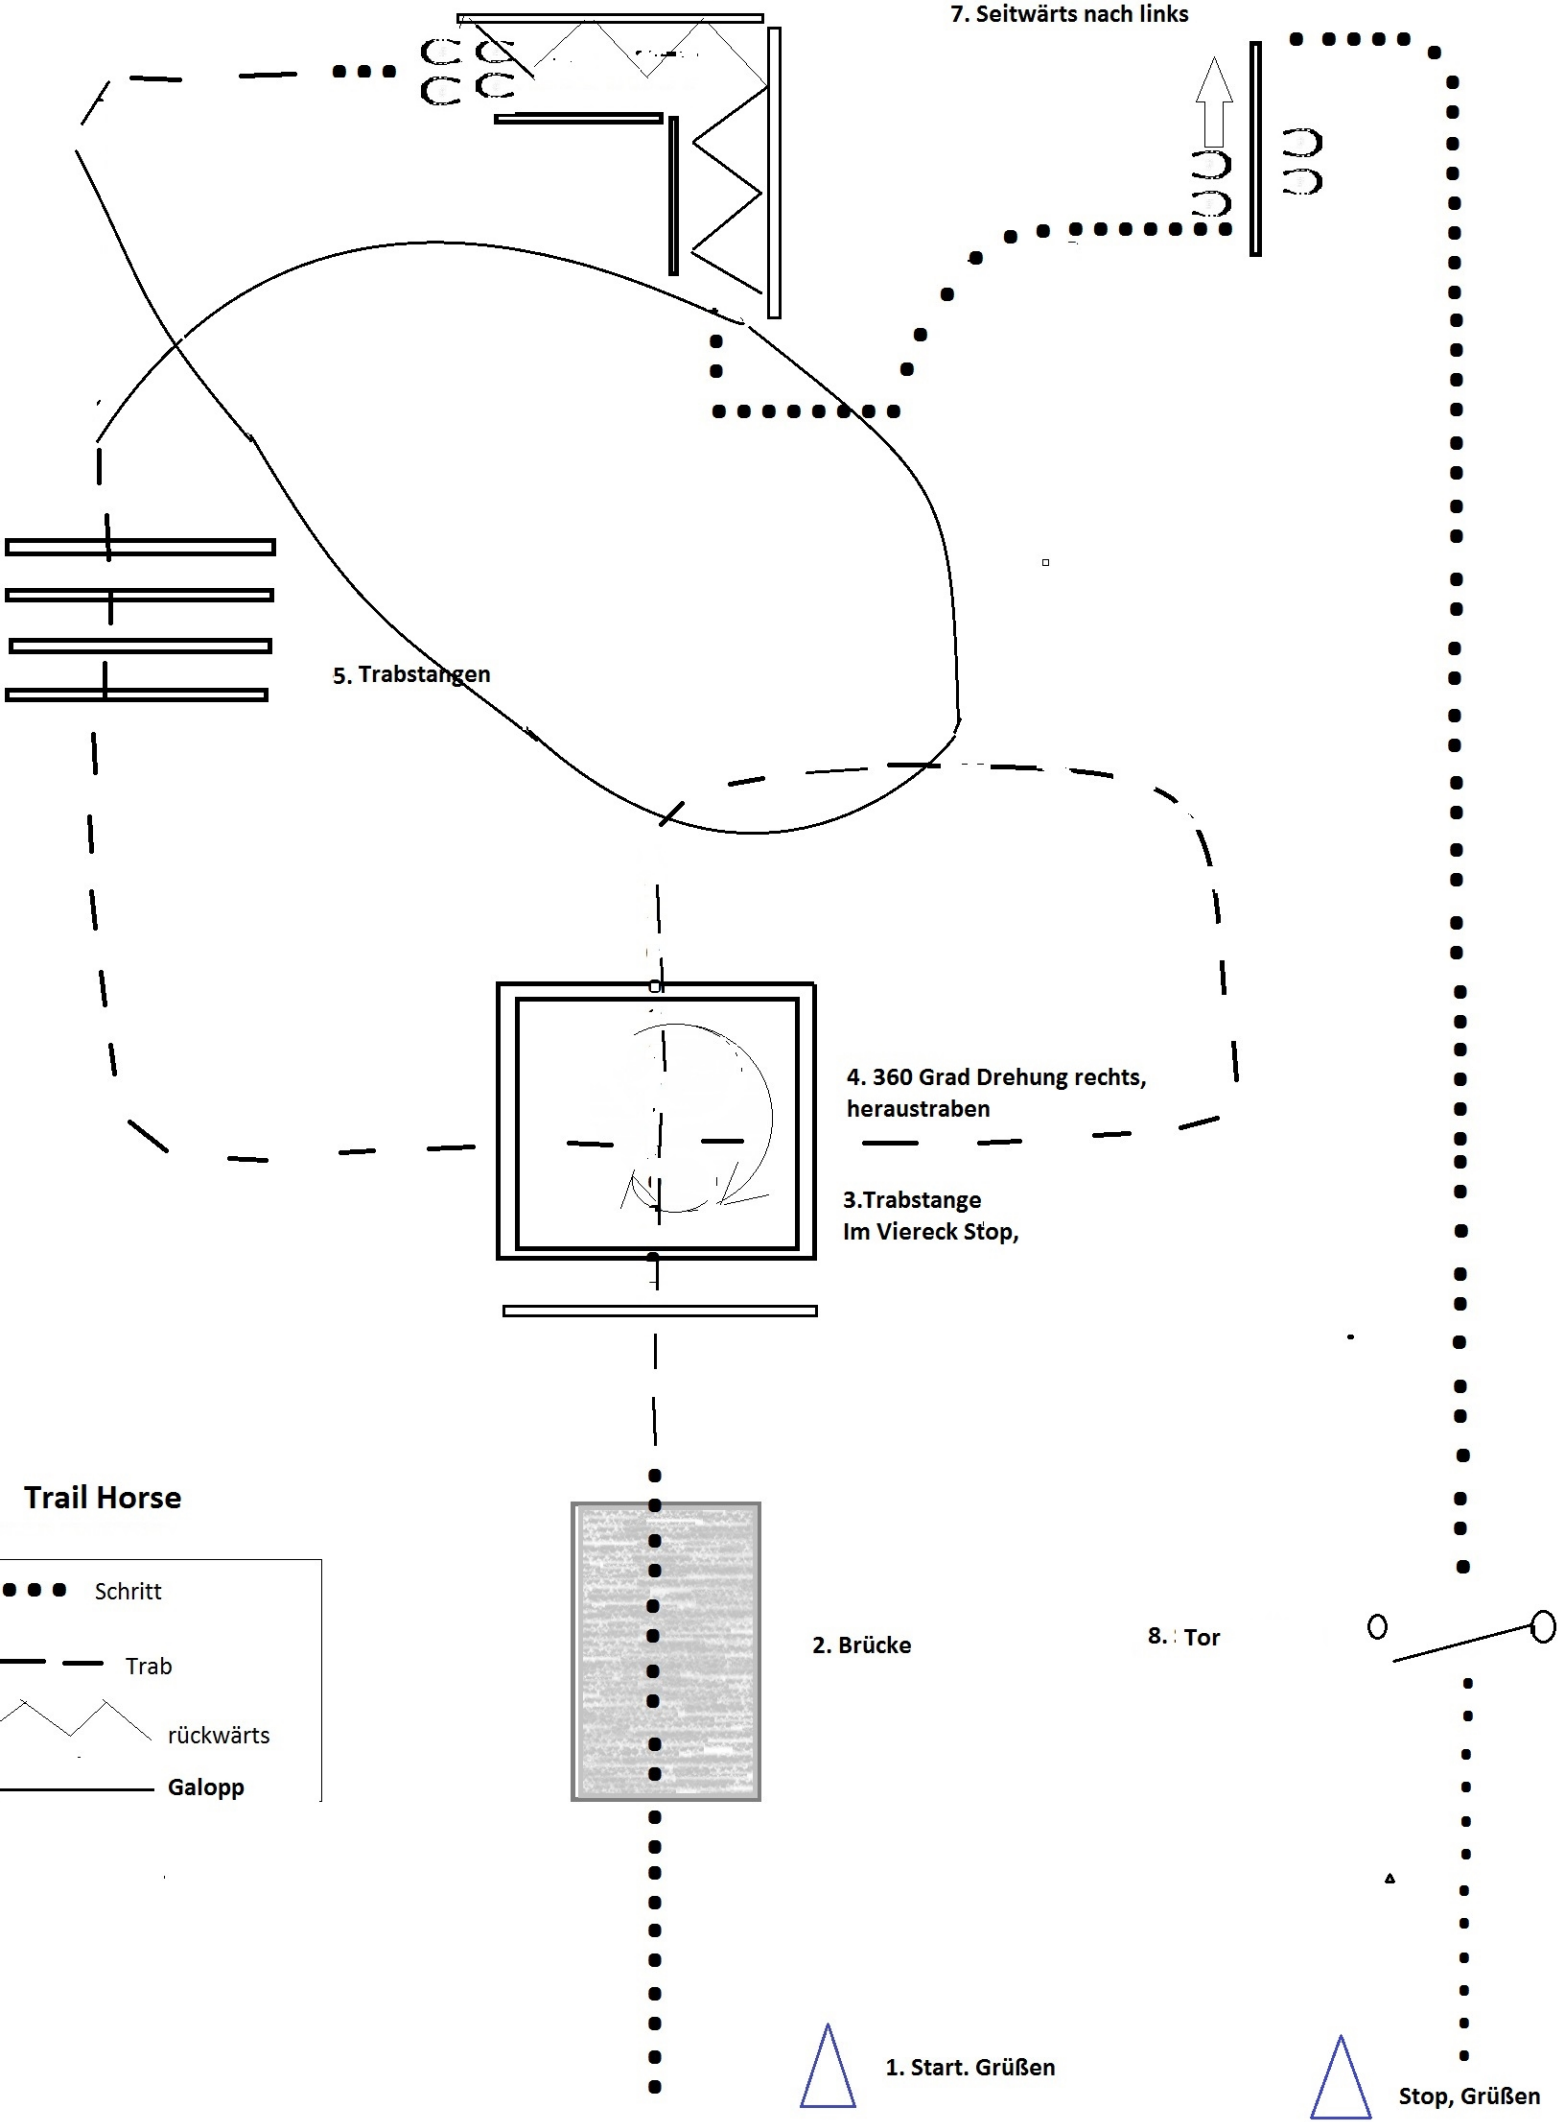 7. Seitwärts nach links
5. Trabstangen
4. 360 Grad Drehung rechts,
heraustraben
3.Trabstange
Im Viereck Stop,
Trail Horse
Schritt
Trab
rückwärts
Galopp
2. Brücke
8. Tor
1. Start. Grüßen
Stop, Grüßen